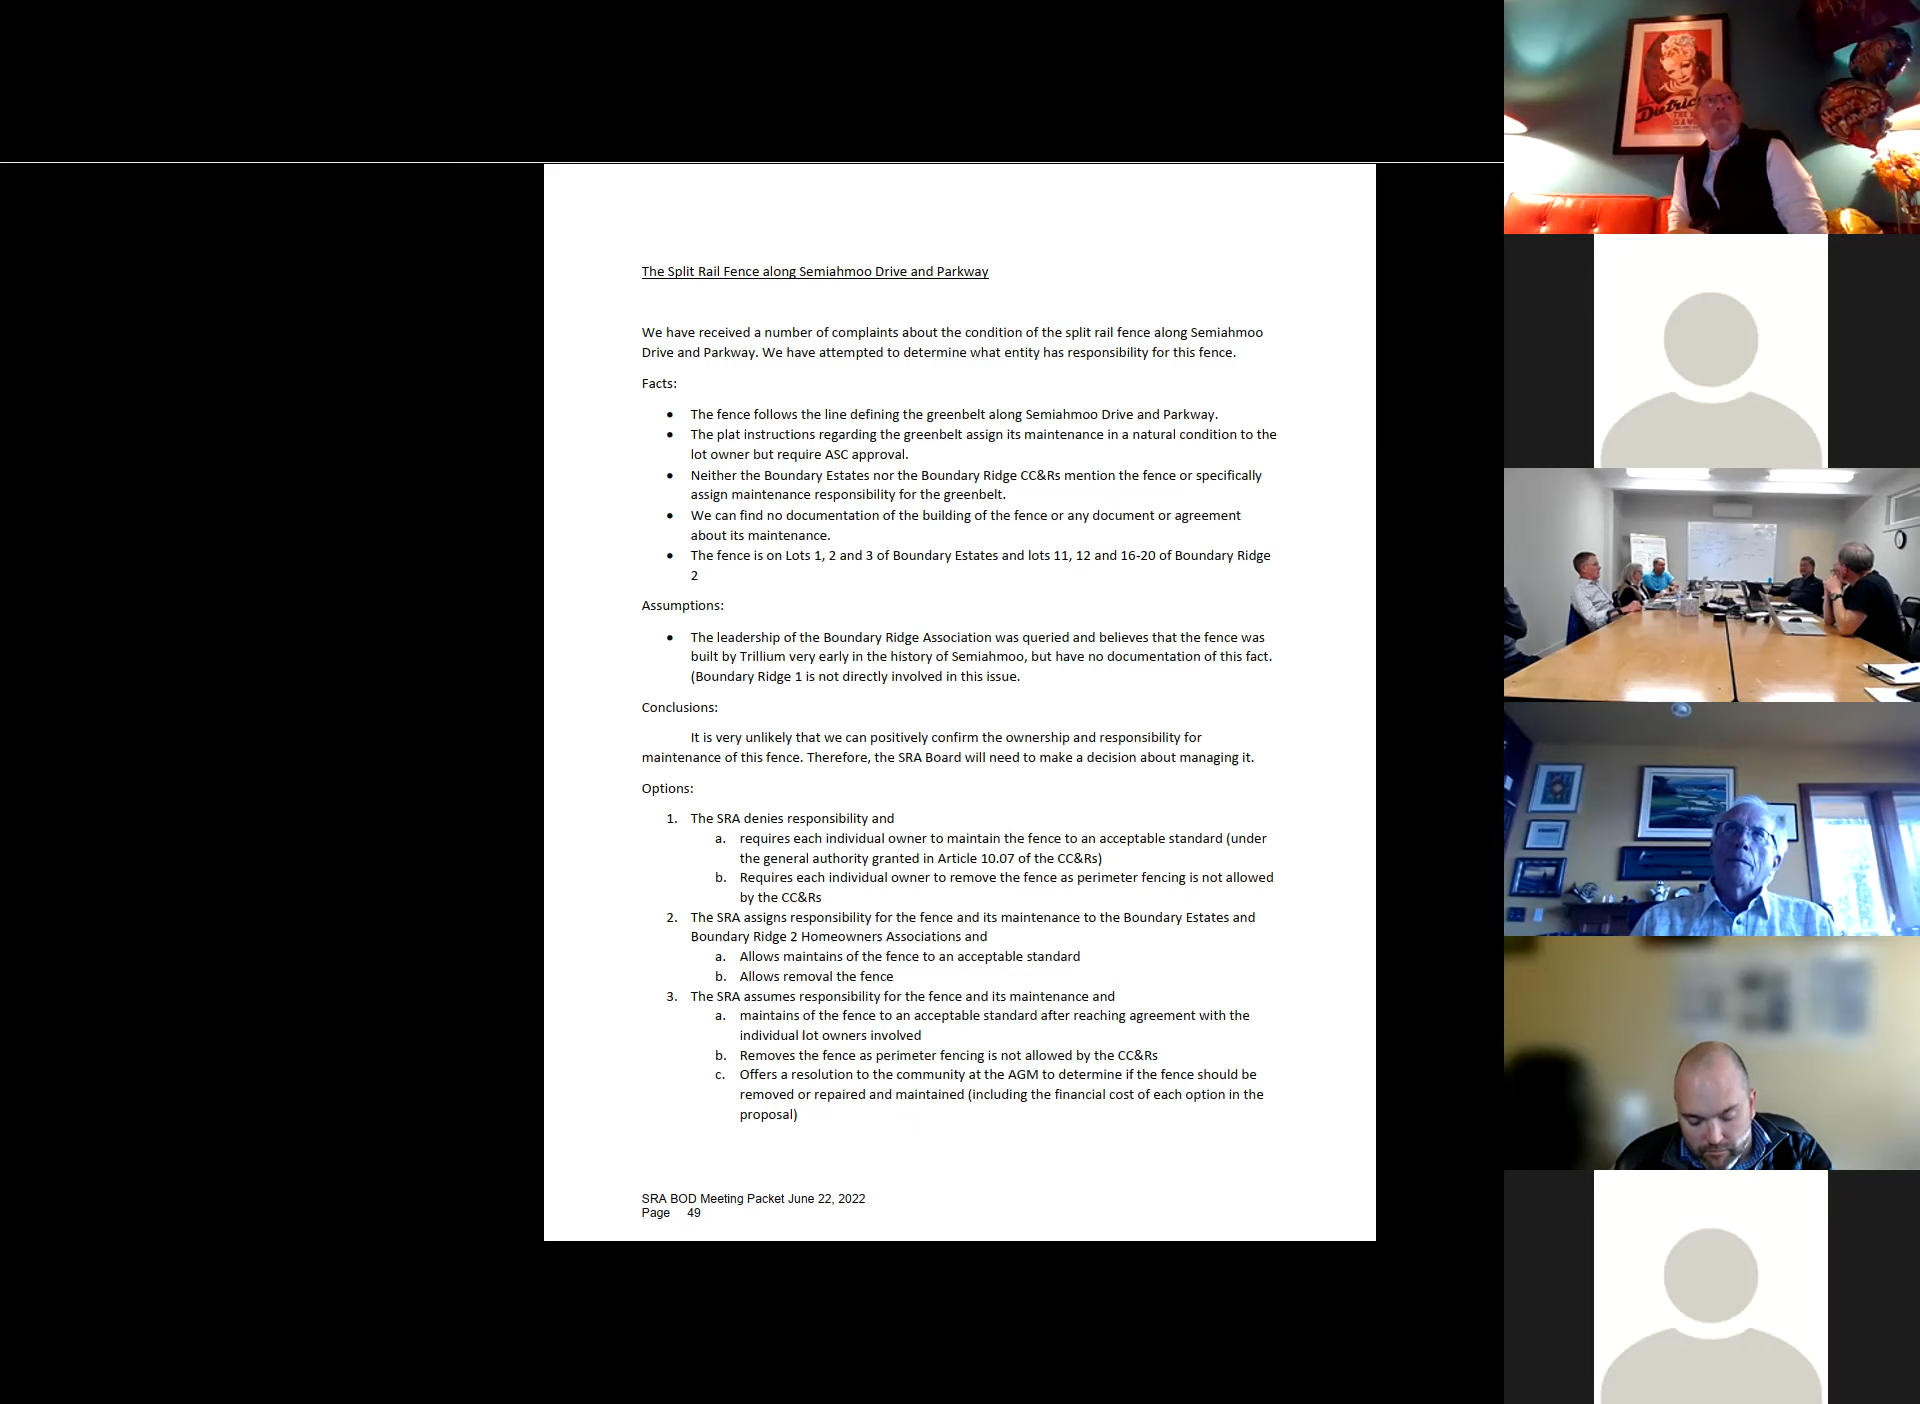 The Split Rail Fence along Semiahmoo Drive and Parkway
We have received a number of complaints about the condition of the split rail fence along Semiahmoo
Drive and Parkway. We have attempted to determine what entity has responsibility for this fence.
Facts:
• The fence follows the line defining the greenbelt along Semiahmoo Drive and Parkway.
• The plat instructions regarding the greenbelt assign its maintenance in a natural condition to the
lot owner but require ASC approval.
• Neither the Boundary Estates nor the Boundary Ridge CC&Rs mention the fence or specifically
assign maintenance responsibility for the greenbelt.
• We can find no documentation of the building of the fence or any document or agreement
about its maintenance.
• The fence is on Lots 1, 2 and 3 of Boundary Estates and lots 11, 12 and 16-20 of Boundary Ridge
2
Assumptions:
• The leadership of the Boundary Ridge Association was queried and believes that the fence was
built by Trillium very early in the history of Semiahmoo, but have no documentation of this fact.
(Boundary Ridge 1 is not directly involved in this issue.
Conclusions:
It is very unlikely that we can positively confirm the ownership and responsibility for
maintenance of this fence. Therefore, the SRA Board will need to make a decision about managing it.
Options:
1. The SRA denies responsibility and
a. requires each individual owner to maintain the fence to an acceptable standard (under
the general authority granted in Article 10.07 of the CC&Rs)
b. Requires each individual owner to remove the fence as perimeter fencing is not allowed
by the CC&Rs
2. The SRA assigns responsibility for the fence and its maintenance to the Boundary Estates and
Boundary Ridge 2 Homeowners Associations and
a. Allows maintains of the fence to an acceptable standard
b. Allows removal the fence
3. The SRA assumes responsibility for the fence and its maintenance and
a. maintains of the fence to an acceptable standard after reaching agreement with the
individual lot owners involved
b. Removes the fence as perimeter fencing is not allowed by the CC&Rs
c. Offers a resolution to the community at the AGM to determine if the fence should be
removed or repaired and maintained (including the financial cost of each option in the
proposal)
SRA BOD Meeting Packet June 22, 2022
Page 49
Dietric